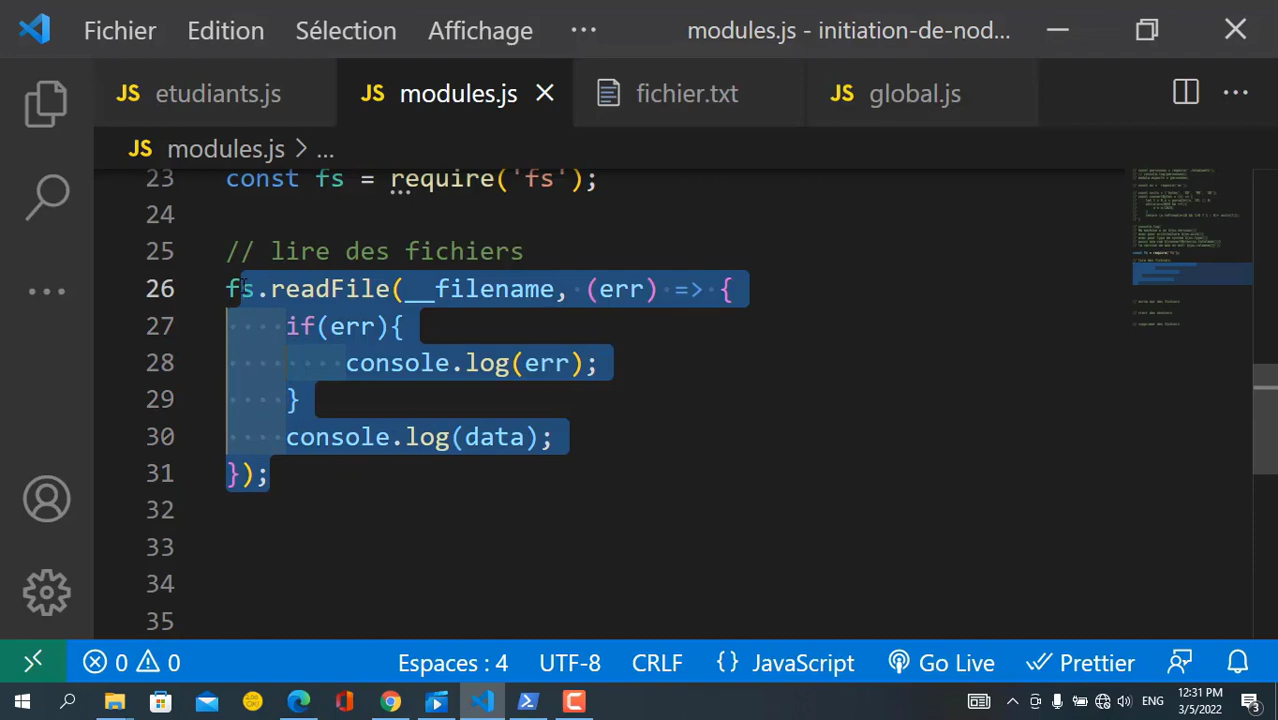 Fichier Edition Sélection Affichage ··· modules.js - initiation-de-nod...
JS etudiants.js JS modules.js fichier.txt JS global.js ···
JS modules.js > ...
23 const fs = require('fs');
24
25 // lire des fichiers
26 fs.readFile(__filename, (err) => {
27 if(err){
28 console.log(err);
29 }
30 console.log(data);
31 });
32
33
34
35
0 0 Espaces : 4 UTF-8 CRLF {} JavaScript Go Live Prettier
ENG 12:31 PM
3/5/2022 3